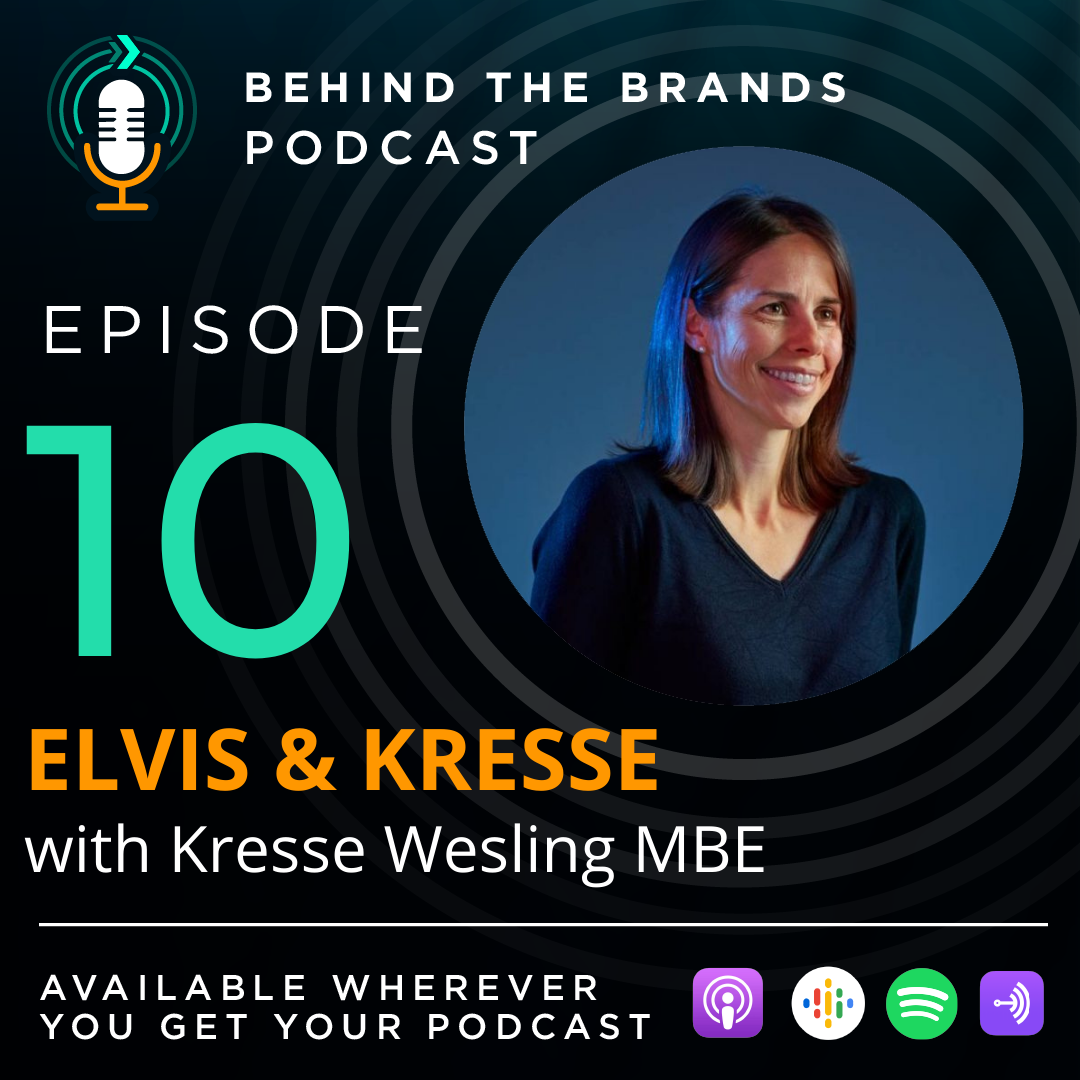 BEHIND THE BRANDS
PODCAST
EPISODE
10
ELVIS & KRESSE
with Kresse Wesling MBE
AVAILABLE WHEREVER
YOU GET YOUR PODCAST